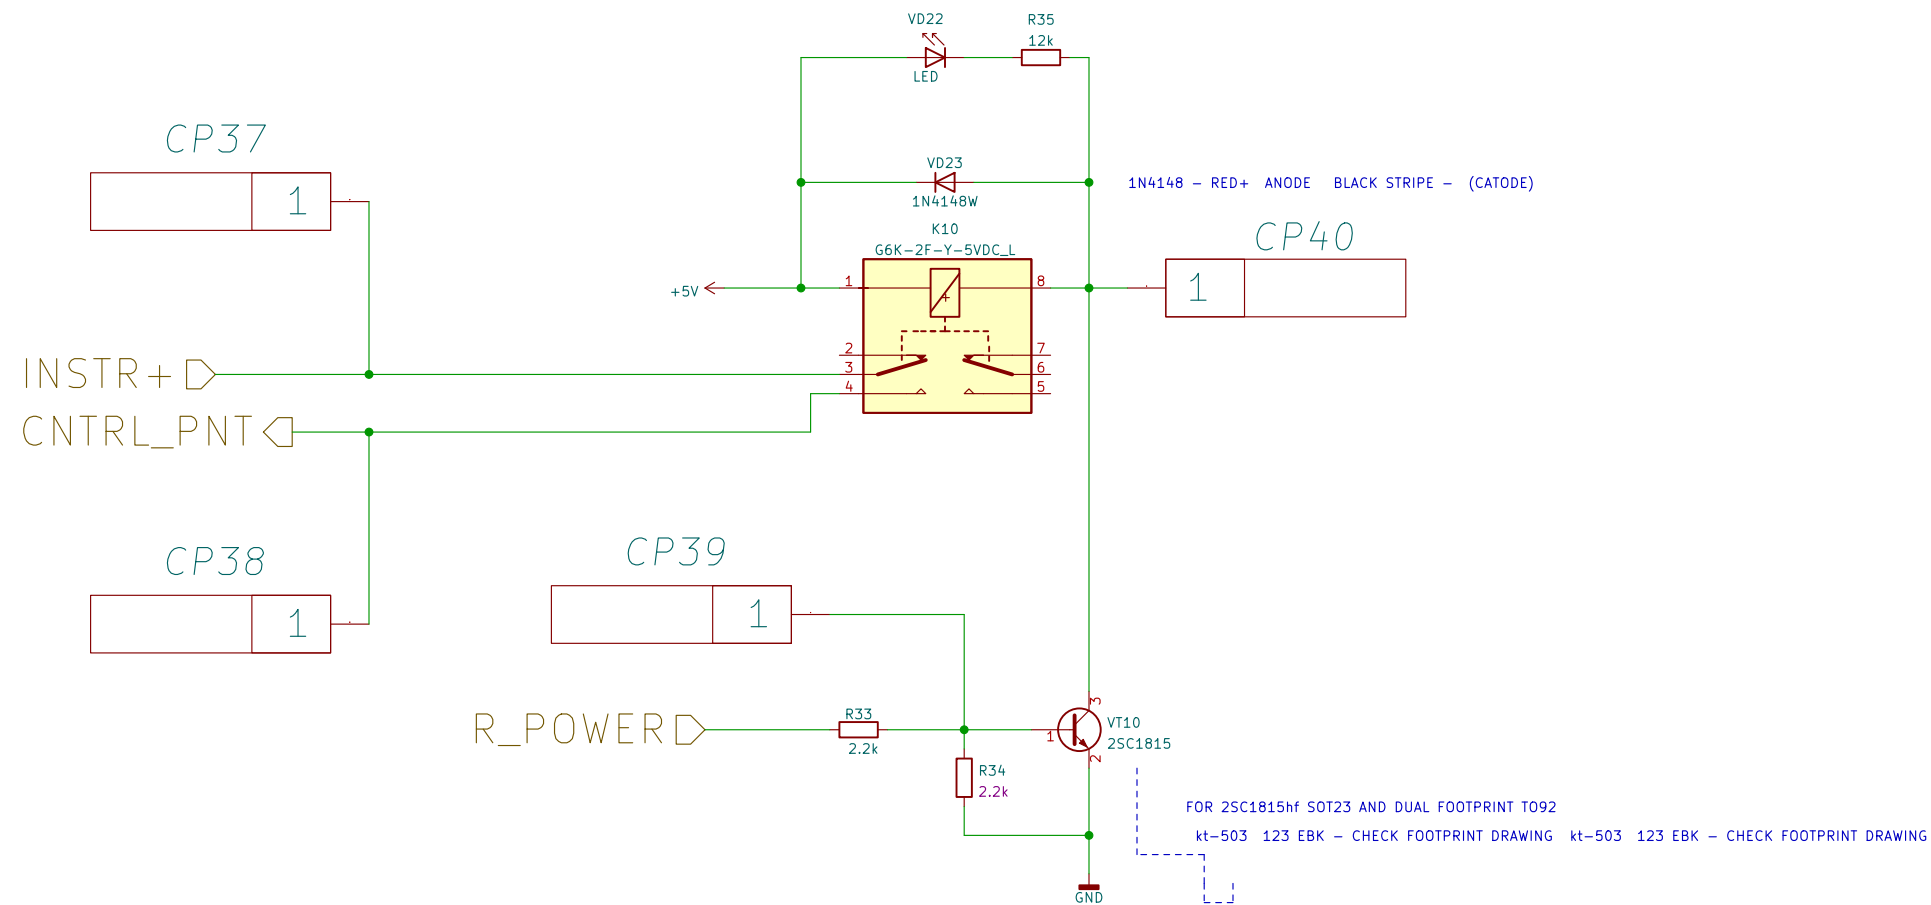 VD22
R35
12k
LED
CP37
1
VD23
1N4148W
1N4148 - RED+ ANODE BLACK STRIPE - (CATODE)
K10
G6K-2F-Y-5VDC_L
CP40
1
+5V
1
8
+
2
7
3
6
4
5
INSTR+
CNTRL_PNT
CP38
1
CP39
1
R_POWER
R33
2.2k
3
VT10
1
2SC1815
2
R34
2.2k
FOR 2SC1815hf SOT23 AND DUAL FOOTPRINT TO92
kt-503 123 EBK - CHECK FOOTPRINT DRAWING kt-503 123 EBK - CHECK FOOTPRINT DRAWING
GND